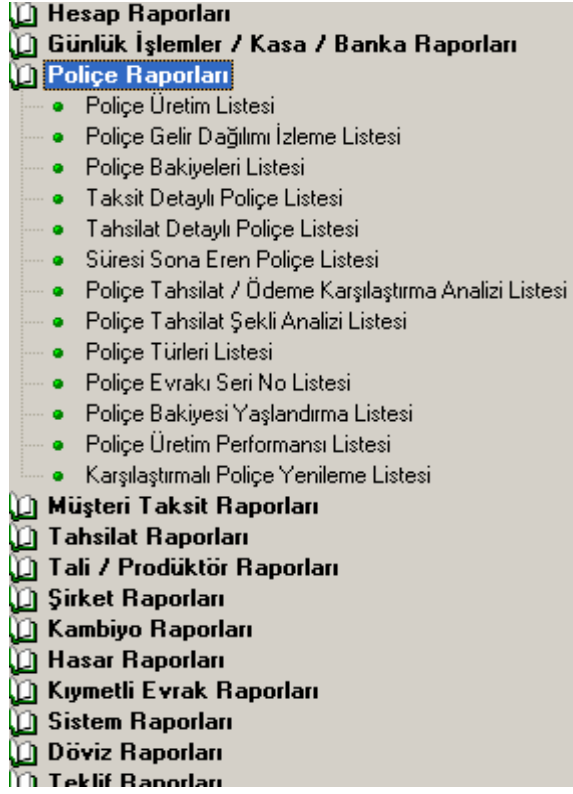 Hesap Raporları
Günlük İşlemler / Kasa / Banka Raporları
Poliçe Raporları
Poliçe Üretim Listesi
Poliçe Gelir Dağılımı İzleme Listesi
Poliçe Bakiyeleri Listesi
Taksit Detaylı Poliçe Listesi
Tahsilat Detaylı Poliçe Listesi
Süresi Sona Eren Poliçe Listesi
Poliçe Tahsilat / Ödeme Karşılaştırma Analizi Listesi
Poliçe Tahsilat Şekli Analizi Listesi
Poliçe Türleri Listesi
Poliçe Evrakı Seri No Listesi
Poliçe Bakiyesi Yaşlandırma Listesi
Poliçe Üretim Performansı Listesi
Karşılaştırmalı Poliçe Yenileme Listesi
Müşteri Taksit Raporları
Tahsilat Raporları
Tali / Prodüktör Raporları
Şirket Raporları
Kambiyo Raporları
Hasar Raporları
Kıymetli Evrak Raporları
Sistem Raporları
Döviz Raporları
Teklif Raporları